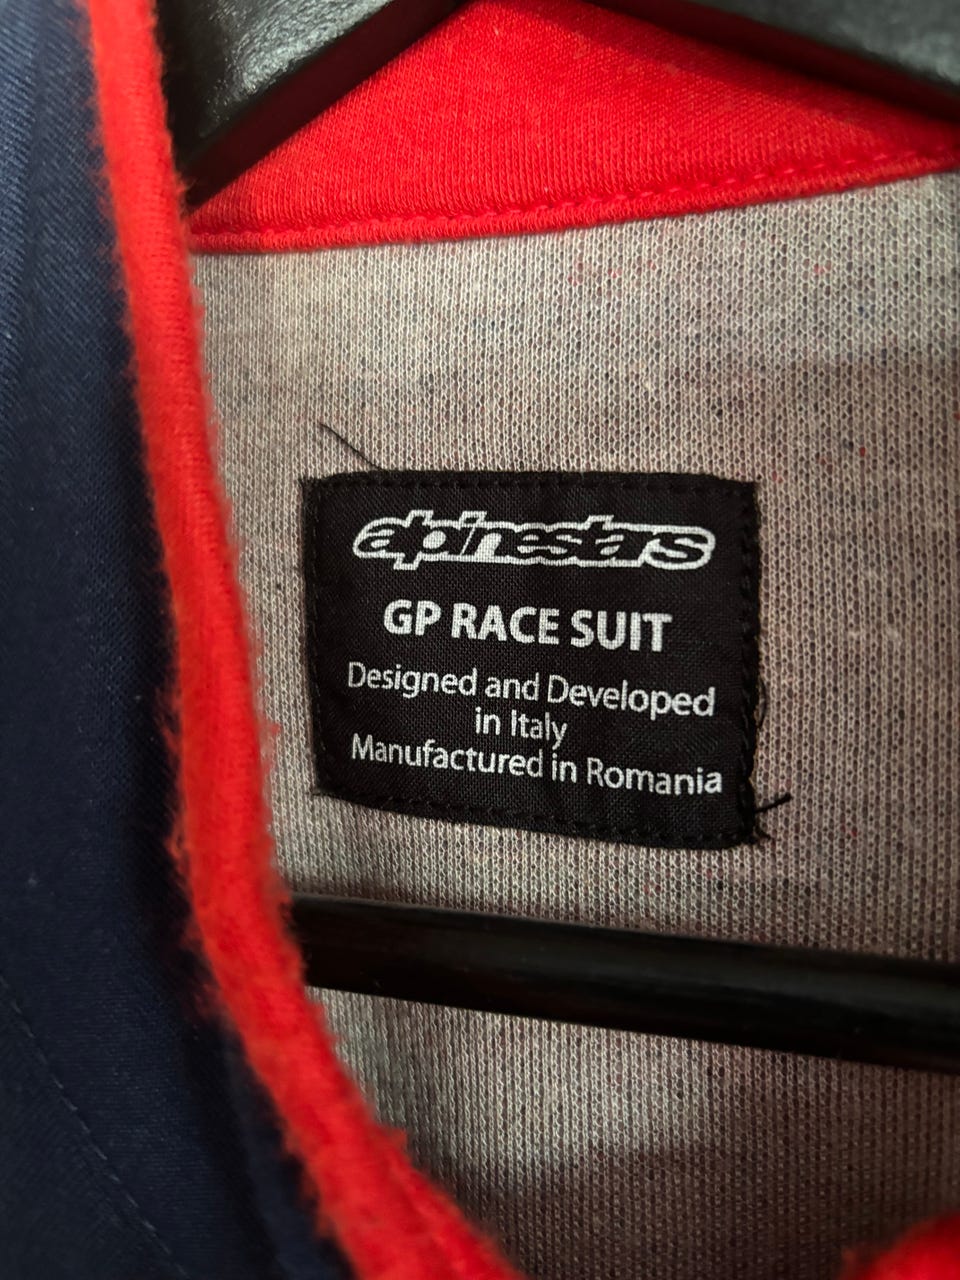 alpinestars
GP RACE SUIT
Designed and Developed
in Italy
Manufactured in Romania